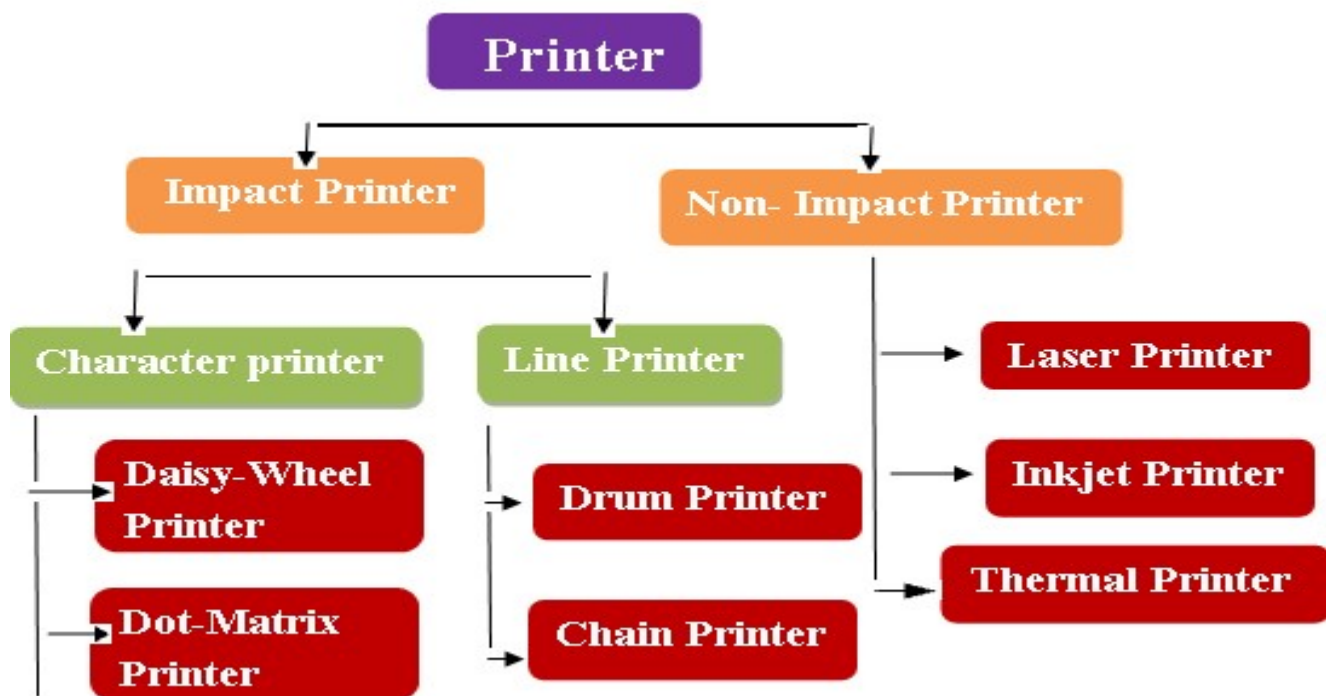 Printer
Impact Printer
Non- Impact Printer
Character printer
Line Printer
Laser Printer
Daisy-Wheel
Printer
Drum Printer
Inkjet Printer
Thermal Printer
Dot-Matrix
Printer
Chain Printer